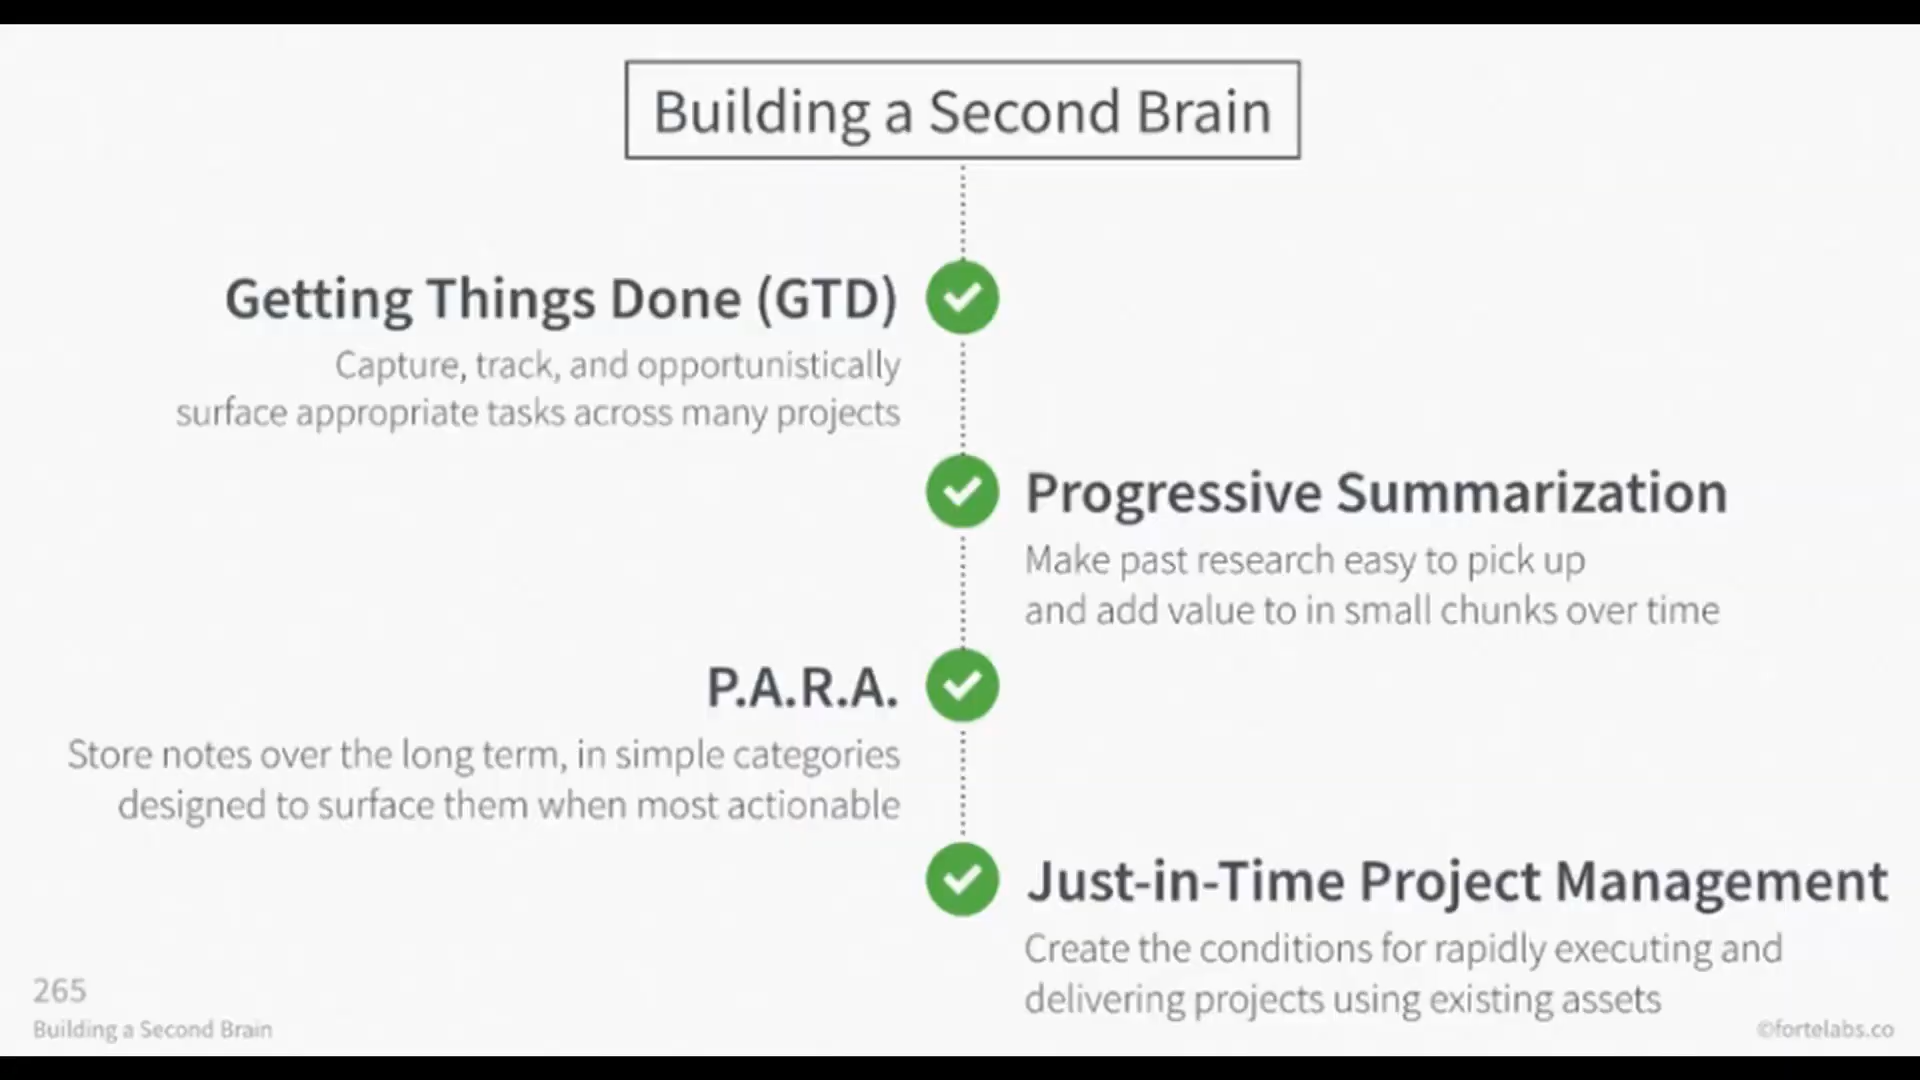 Building a Second Brain
Getting Things Done (GTD)
Capture, track, and opportunistically
surface appropriate tasks across many projects
Progressive Summarization
Make past research easy to pick up
and add value to in small chunks over time
P.A.R.A.
Store notes over the long term, in simple categories
designed to surface them when most actionable
Just-in-Time Project Management
Create the conditions for rapidly executing and
delivering projects using existing assets
265
Building a Second Brain
©fortelabs.co